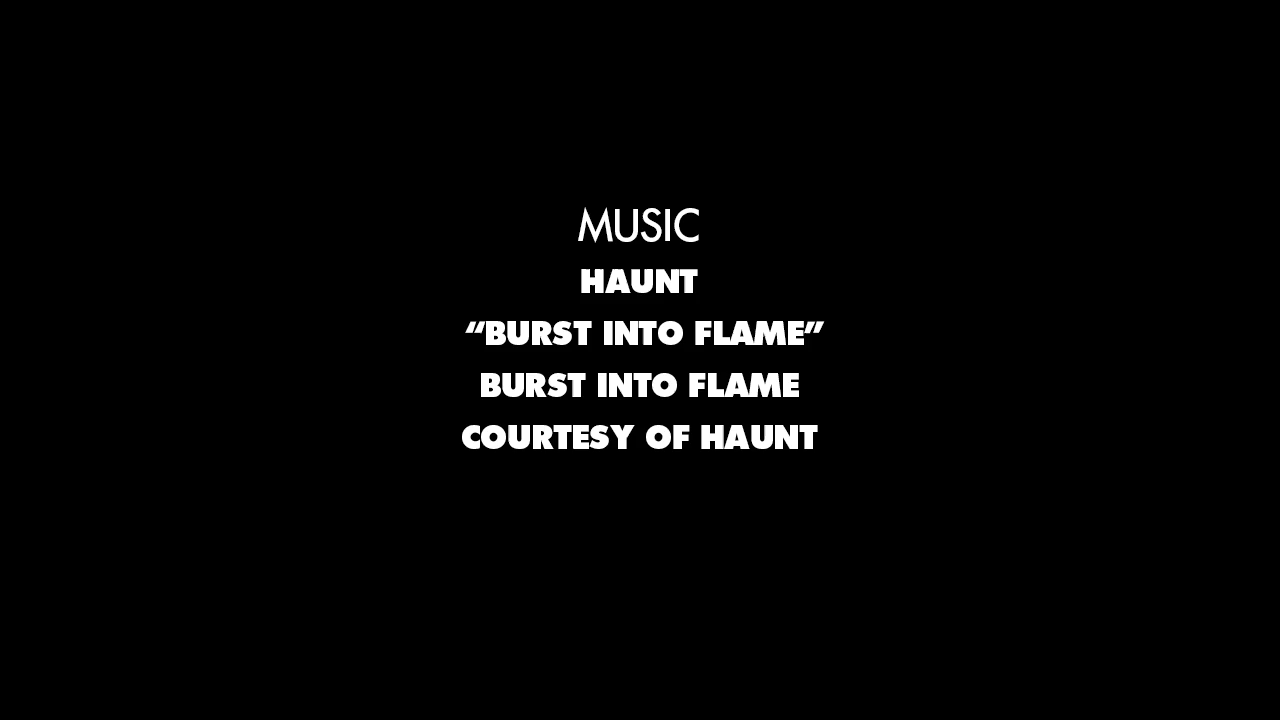 MUSIC
HAUNT
“BURST INTO FLAME”
BURST INTO FLAME
COURTESY OF HAUNT